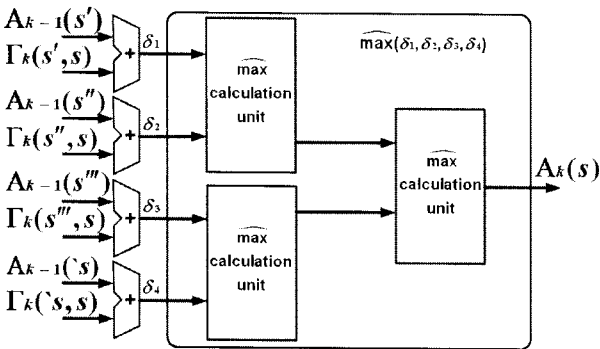 Ak−1(s′)
Γk(s′,s)
+
δ1
Ak−1(s″)
Γk(s″,s)
+
δ2
Ak−1(s‴)
Γk(s‴,s)
+
δ3
Ak−1(`s)
Γk(`s,s)
+
δ4
max
calculation
unit
max
calculation
unit
max(δ1,δ2,δ3,δ4)
max
calculation
unit
Ak(s)